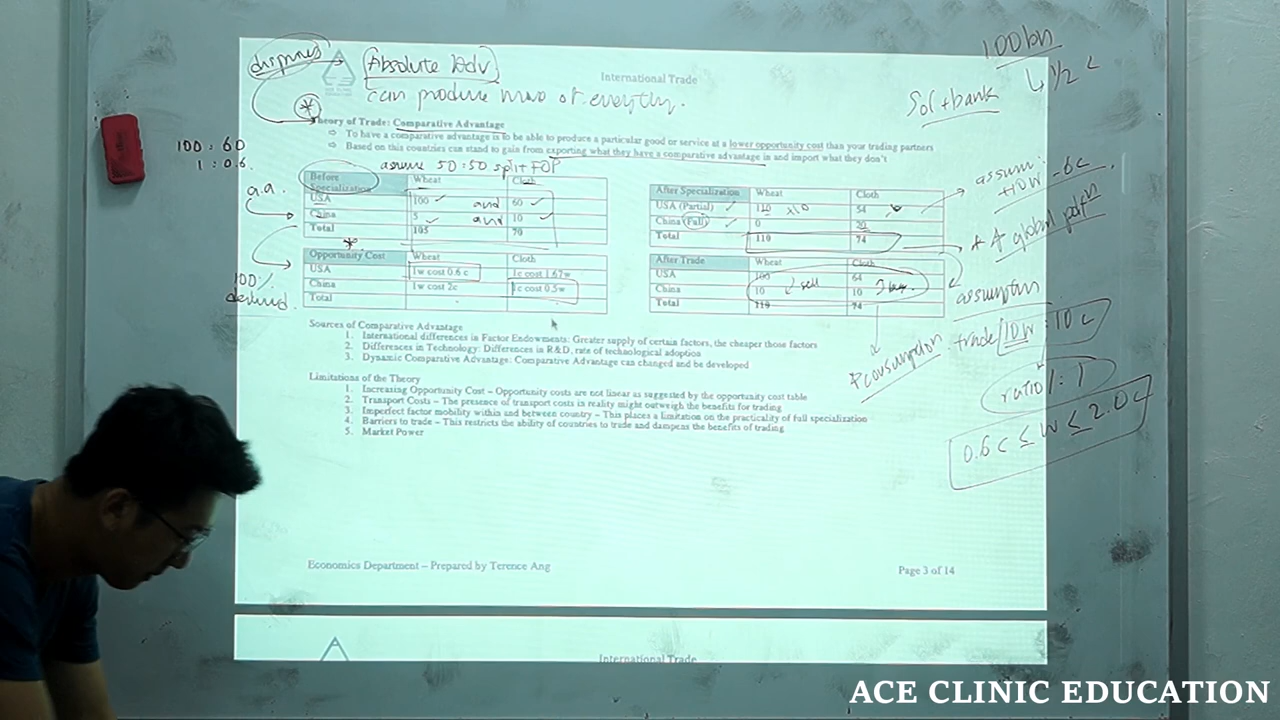 100bn
↳ 1/2
disproves → Absolute Adv
International Trade
can produce more of everything.
Softbank
*
Theory of Trade: Comparative Advantage
⇨ To have a comparative advantage is to be able to produce a particular good or service at a lower opportunity cost than your trading partners
⇨ Based on this countries can stand to gain from exporting what they have a comparative advantage in and import what they don't
100 : 60
1 : 0.6
assume 50:50 split FOP
Before Specialization Wheat Cloth
USA 100 ✓ and 60 ✓
China 5 ✓ and 10 ✓
Total 105 70
a.a.
After Specialization Wheat Cloth
USA (Partial) 110 x10 54
China (Full) 0 20
Total 110 74
assum:
+10W -6c
↑ global pdtn
* Opportunity Cost Wheat Cloth
USA 1w cost 0.6 c 1c cost 1.67w
China 1w cost 2c 1c cost 0.5w
Total
100%
After Trade Wheat Cloth
USA 100 64
China 10 sell 10 buy
Total 110 74
assumption
trade 10w : 10c
ratio 1:1
0.6c ≤ W ≤ 2.0c
↑consumption
Sources of Comparative Advantage
1. International differences in Factor Endowments: Greater supply of certain factors, the cheaper those factors
2. Differences in Technology: Differences in R&D, rate of technological adoption
3. Dynamic Comparative Advantage: Comparative Advantage can changed and be developed
Limitations of the Theory
1. Increasing Opportunity Cost – Opportunity costs are not linear as suggested by the opportunity cost table
2. Transport Costs – The presence of transport costs in reality might outweigh the benefits for trading
3. Imperfect factor mobility within and between country – This places a limitation on the practicality of full specialization
4. Barriers to trade – This restricts the ability of countries to trade and dampens the benefits of trading
5. Market Power
Economics Department – Prepared by Terence Ang
Page 3 of 14
International Trade
ACE CLINIC EDUCATION